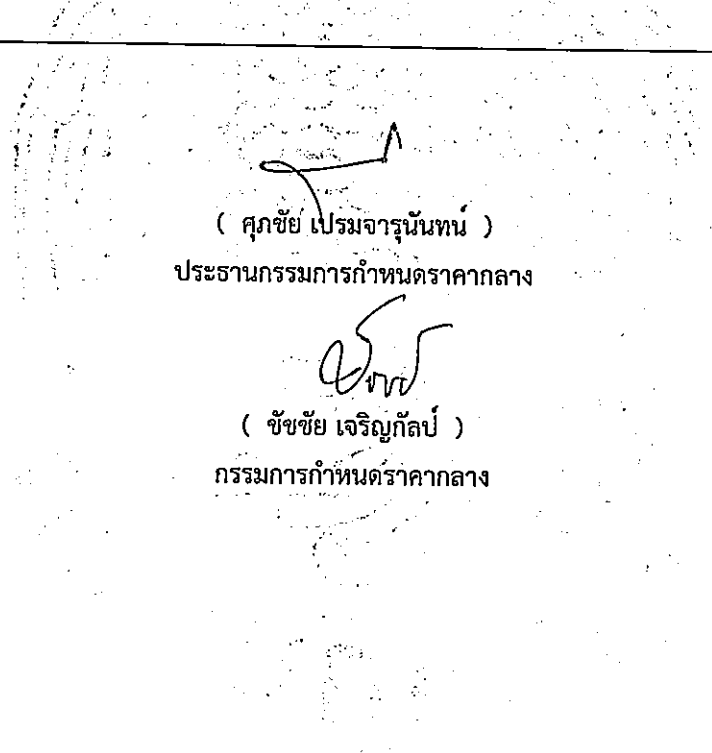 ( ศุภชัย เปรมจารุนันทน์ )
ประธานกรรมการกำหนดราคากลาง
( ชัชชัย เจริญกัลป์ )
กรรมการกำหนดราคากลาง